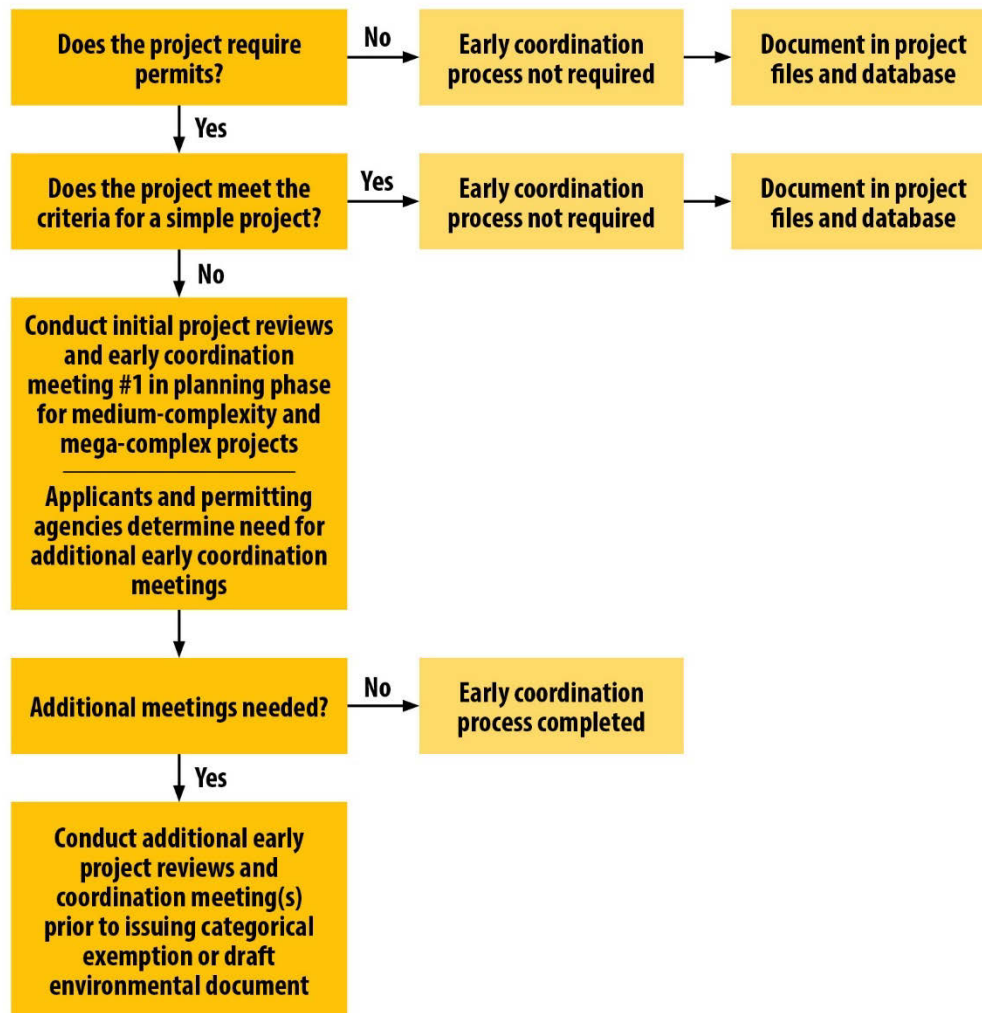 Does the project require
permits?
No
Early coordination
process not required
Document in project
files and database
Yes
Does the project meet the
criteria for a simple project?
Yes
Early coordination
process not required
Document in project
files and database
No
Conduct initial project reviews
and early coordination
meeting #1 in planning phase
for medium-complexity and
mega-complex projects
Applicants and permitting
agencies determine need for
additional early coordination
meetings
Additional meetings needed?
No
Early coordination
process completed
Yes
Conduct additional early
project reviews and
coordination meeting(s)
prior to issuing categorical
exemption or draft
environmental document